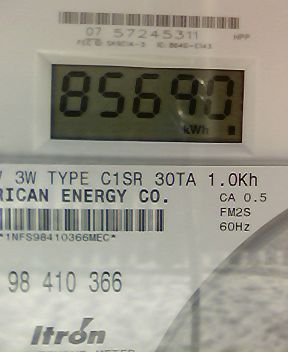 07 57245311
85690
kWh
3W TYPE C1SR 30TA 1.0Kh
RICAN ENERGY CO.
CA 0.5
FM2S
60Hz
*1NFS98410366MEC*
98 410 366
Itrón